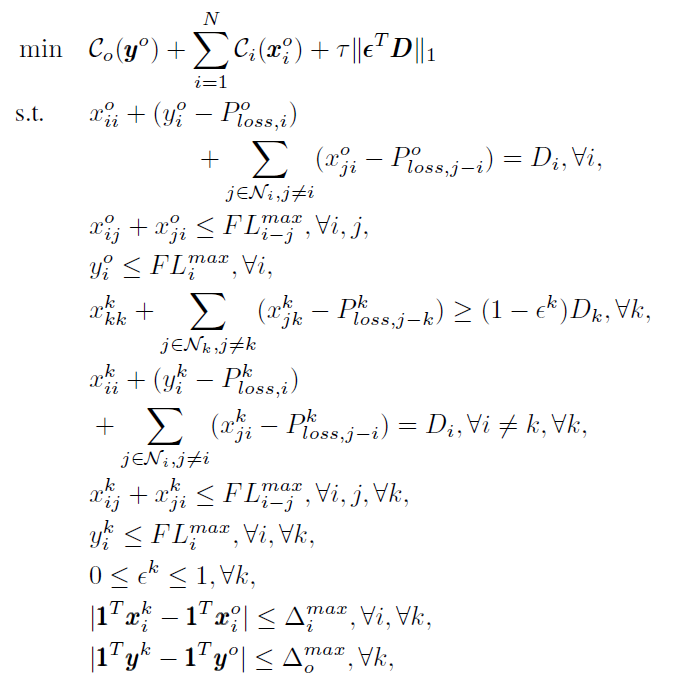 min C_o(y^o) + ∑_{i=1}^{N} C_i(x_i^o) + τ‖ϵ^T D‖_1
s.t. x_{ii}^o + (y_i^o − P_{loss,i}^o)
+ ∑_{j∈N_i, j≠i} (x_{ji}^o − P_{loss,j−i}^o) = D_i, ∀i,
x_{ij}^o + x_{ji}^o ≤ FL_{i−j}^{max}, ∀i, j,
y_i^o ≤ FL_i^{max}, ∀i,
x_{kk}^k + ∑_{j∈N_k, j≠k} (x_{jk}^k − P_{loss,j−k}^k) ≥ (1 − ϵ^k)D_k, ∀k,
x_{ii}^k + (y_i^k − P_{loss,i}^k)
+ ∑_{j∈N_i, j≠i} (x_{ji}^k − P_{loss,j−i}^k) = D_i, ∀i ≠ k, ∀k,
x_{ij}^k + x_{ji}^k ≤ FL_{i−j}^{max}, ∀i, j, ∀k,
y_i^k ≤ FL_i^{max}, ∀i, ∀k,
0 ≤ ϵ^k ≤ 1, ∀k,
|1^T x_i^k − 1^T x_i^o| ≤ Δ_i^{max}, ∀i, ∀k,
|1^T y^k − 1^T y^o| ≤ Δ_o^{max}, ∀k,